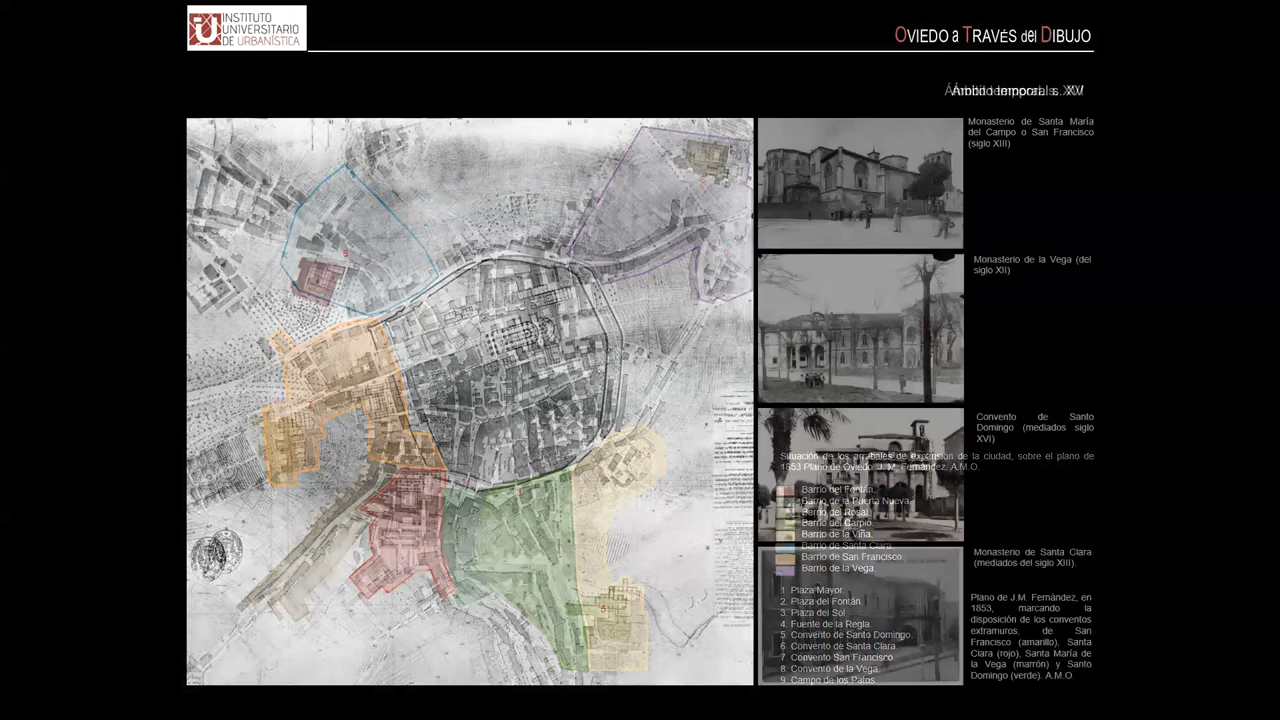 INSTITUTO
UNIVERSITARIO
DE URBANÍSTICA
OVIEDO a TRAVÉS del DIBUJO
Monasterio de Santa María
del Campo o San Francisco
(siglo XIII)
Monasterio de la Vega (del
siglo XII)
Convento de Santo
Domingo (mediados siglo
XVI)
Situación de los arrabales de expansión de la ciudad, sobre el plano de
1853 Plano de Oviedo. J. M. Fernández, A.M.O.
Barrio del Fontán.
Barrio de la Puerta Nueva.
Barrio del Rosal.
Barrio del Carpio.
Barrio de la Viña.
Barrio de Santa Clara.
Barrio de San Francisco.
Barrio de la Vega.
1. Plaza Mayor.
2. Plaza del Fontán.
3. Plaza del Sol
4. Fuente de la Regla.
5. Convento de Santo Domingo.
6. Convento de Santa Clara.
7. Convento San Francisco.
8. Convento de la Vega.
9. Campo de los Patos
Monasterio de Santa Clara
(mediados del siglo XIII).
Plano de J.M. Fernández, en
1853, marcando la
disposición de los conventos
extramuros, de San
Francisco (amarillo), Santa
Clara (rojo), Santa María de
la Vega (marrón) y Santo
Domingo (verde). A.M.O.